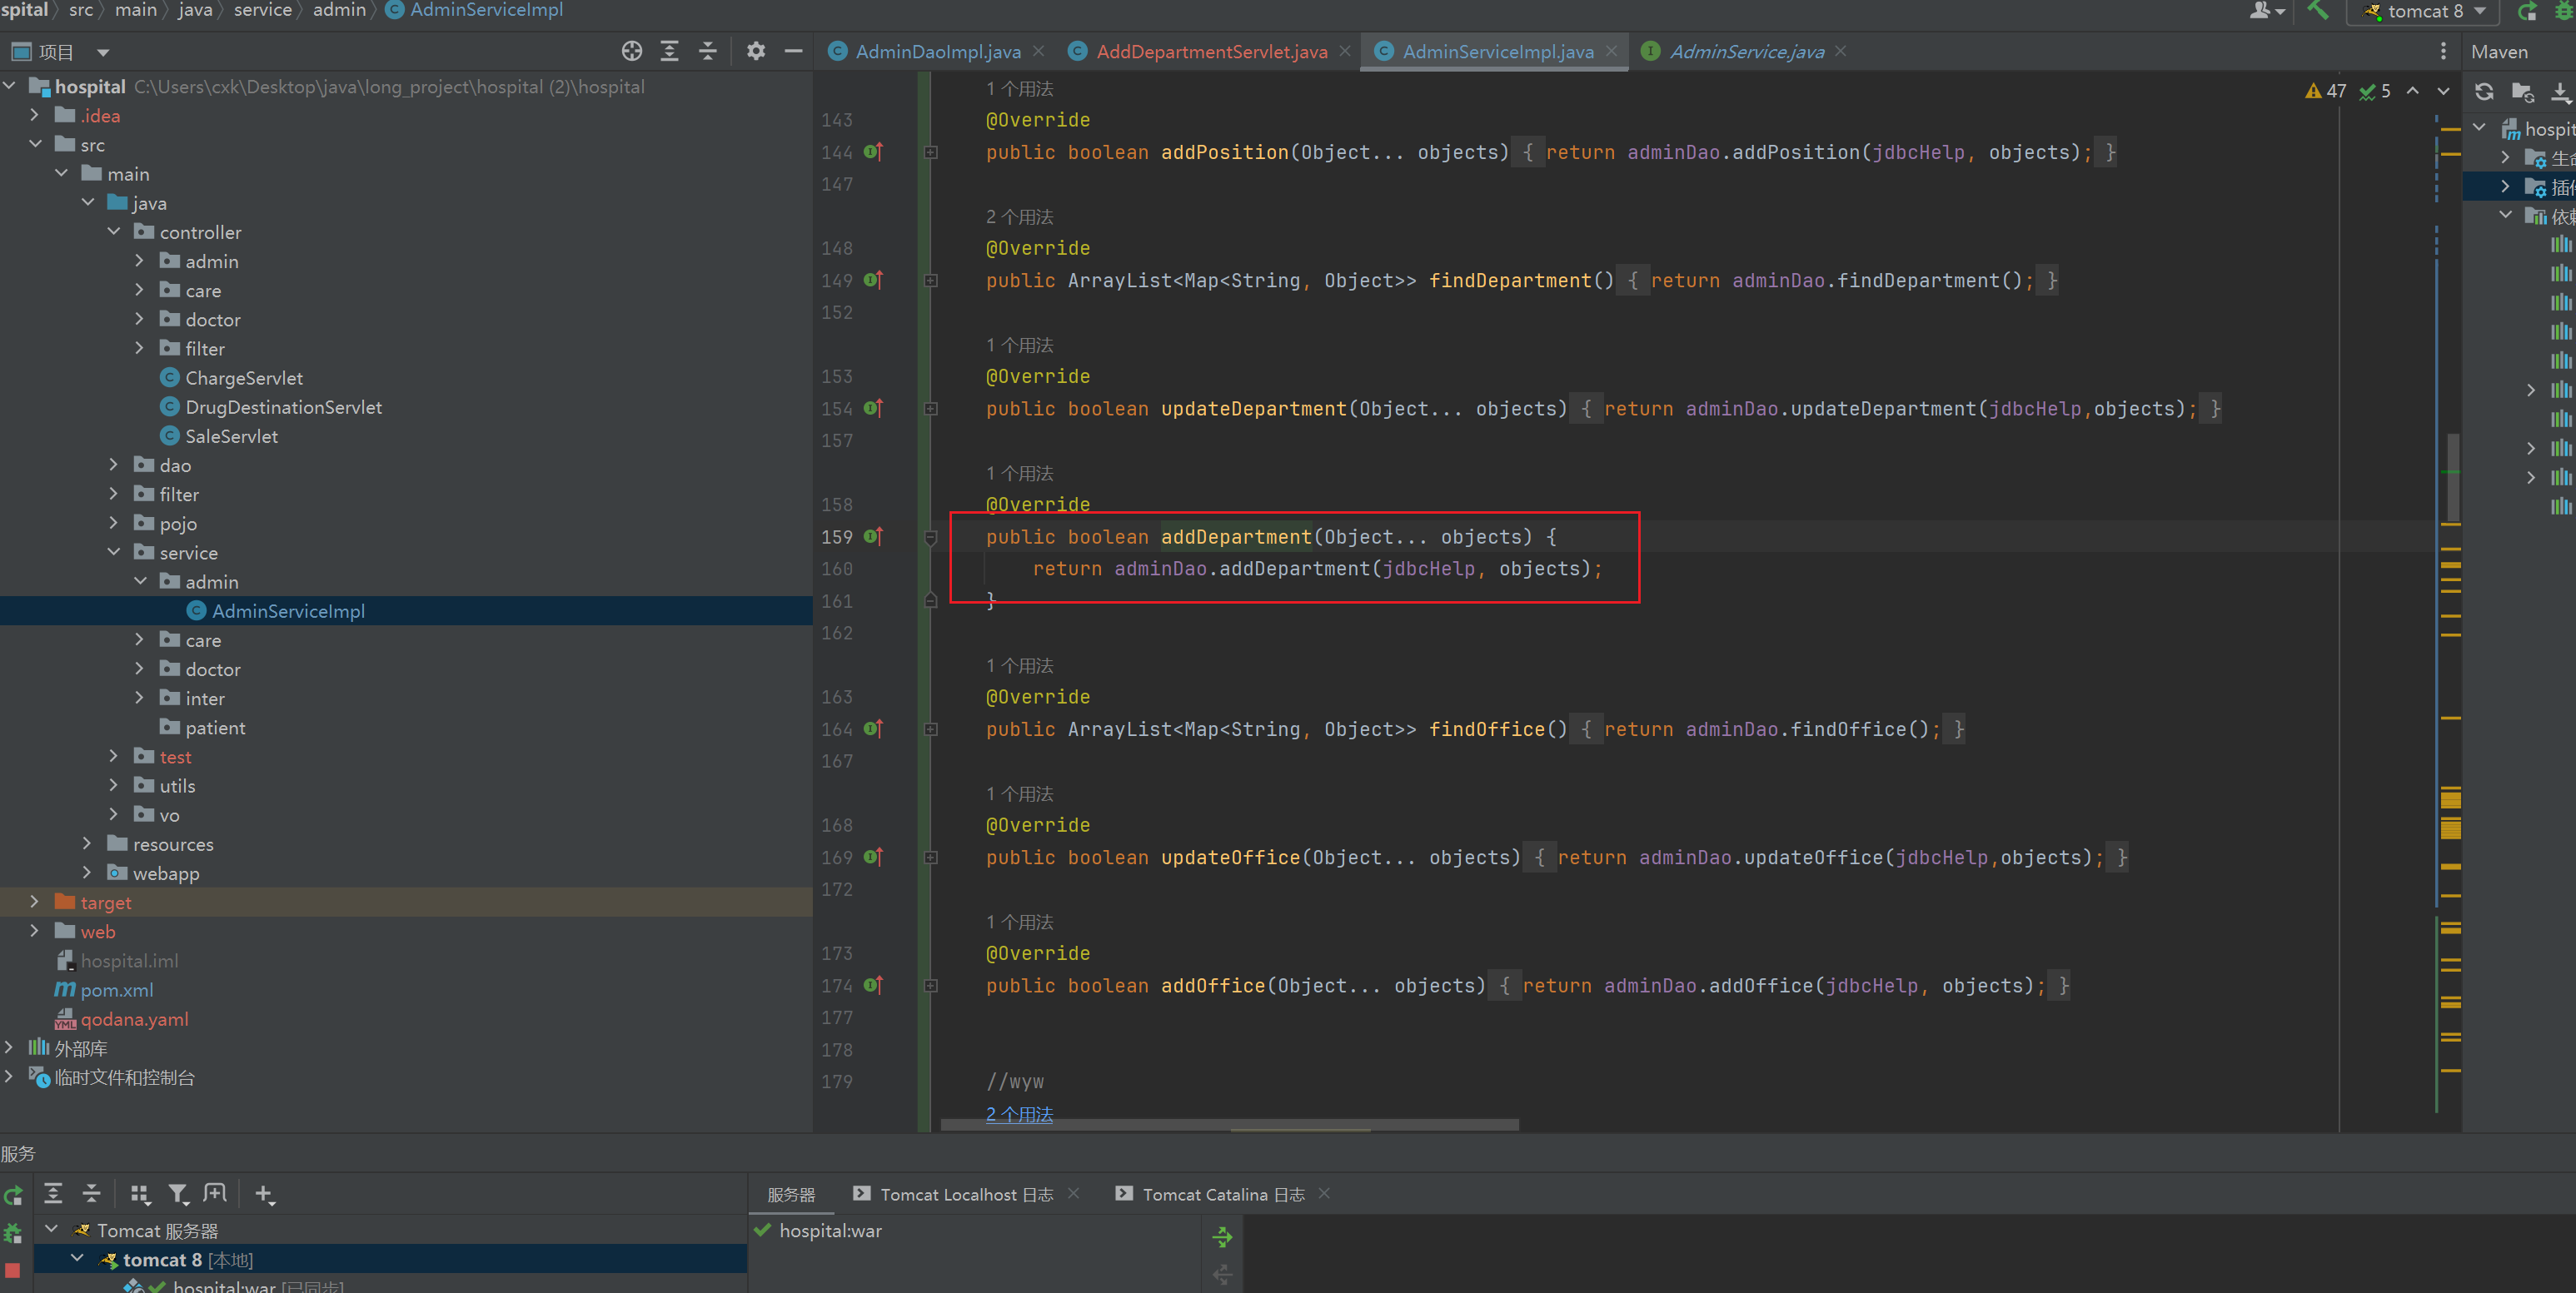 spital 〉 src 〉 main 〉 java 〉 service 〉 admin 〉 AdminServiceImpl
tomcat 8
项目
AdminDaoImpl.java
AddDepartmentServlet.java
AdminServiceImpl.java
AdminService.java
Maven
hospital C:\Users\cxk\Desktop\java\long_project\hospital (2)\hospital
.idea
src
main
java
controller
admin
care
doctor
filter
ChargeServlet
DrugDestinationServlet
SaleServlet
dao
filter
pojo
service
admin
AdminServiceImpl
care
doctor
inter
patient
test
utils
vo
resources
webapp
target
web
hospital.iml
pom.xml
qodana.yaml
外部库
临时文件和控制台
47 5
1 个用法
143 @Override
144 public boolean addPosition(Object... objects) { return adminDao.addPosition(jdbcHelp, objects); }
147
2 个用法
148 @Override
149 public ArrayList<Map<String, Object>> findDepartment() { return adminDao.findDepartment(); }
152
1 个用法
153 @Override
154 public boolean updateDepartment(Object... objects) { return adminDao.updateDepartment(jdbcHelp,objects); }
157
1 个用法
158 @Override
159 public boolean addDepartment(Object... objects) {
160 return adminDao.addDepartment(jdbcHelp, objects);
161 }
162
1 个用法
163 @Override
164 public ArrayList<Map<String, Object>> findOffice() { return adminDao.findOffice(); }
167
1 个用法
168 @Override
169 public boolean updateOffice(Object... objects) { return adminDao.updateOffice(jdbcHelp,objects); }
172
1 个用法
173 @Override
174 public boolean addOffice(Object... objects) { return adminDao.addOffice(jdbcHelp, objects); }
177
178
179 //wyw
2 个用法
hospit
生
插
依
服务
服务器
Tomcat Localhost 日志
Tomcat Catalina 日志
Tomcat 服务器
tomcat 8 [本地]
hospital:war [已同步]
hospital:war